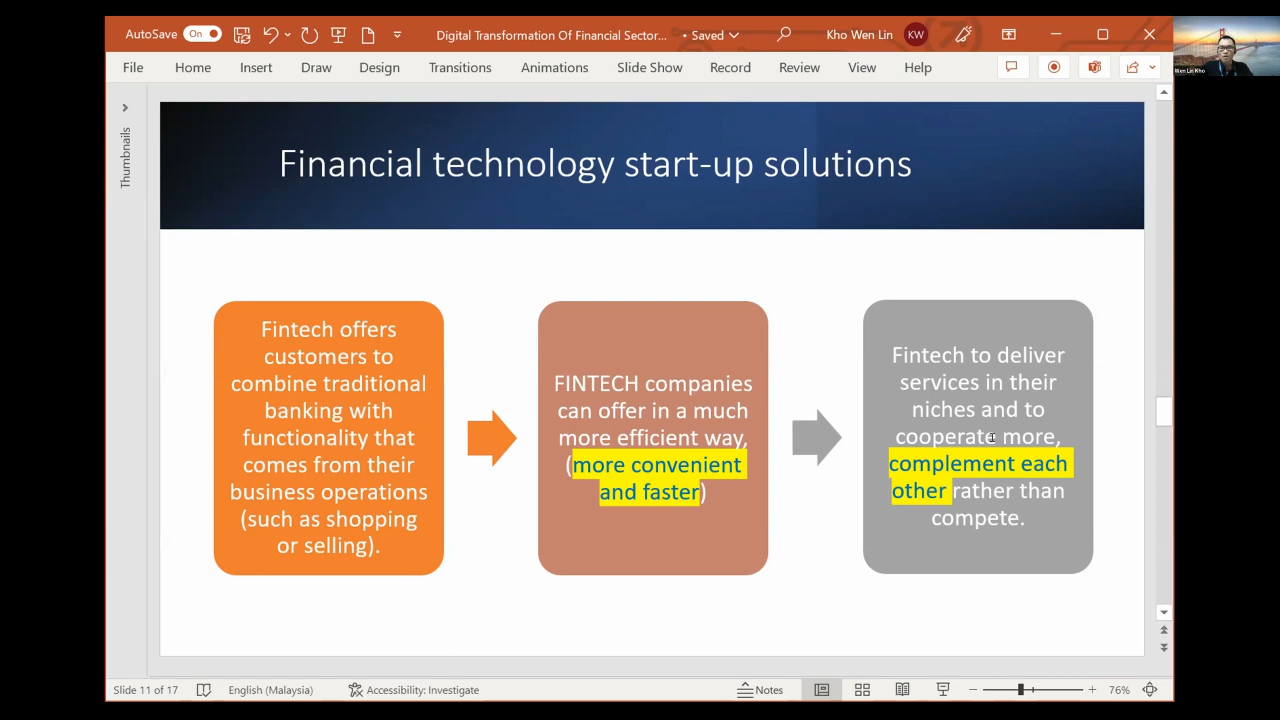 AutoSave On Digital Transformation Of Financial Sector... • Saved Kho Wen Lin KW
Wen Lin Kho
File Home Insert Draw Design Transitions Animations Slide Show Record Review View Help
Thumbnails
Financial technology start-up solutions
Fintech offers
customers to
combine traditional
banking with
functionality that
comes from their
business operations
(such as shopping
or selling).
FINTECH companies
can offer in a much
more efficient way,
(more convenient
and faster)
Fintech to deliver
services in their
niches and to
cooperate more,
complement each
other rather than
compete.
Slide 11 of 17 English (Malaysia) Accessibility: Investigate Notes 76%